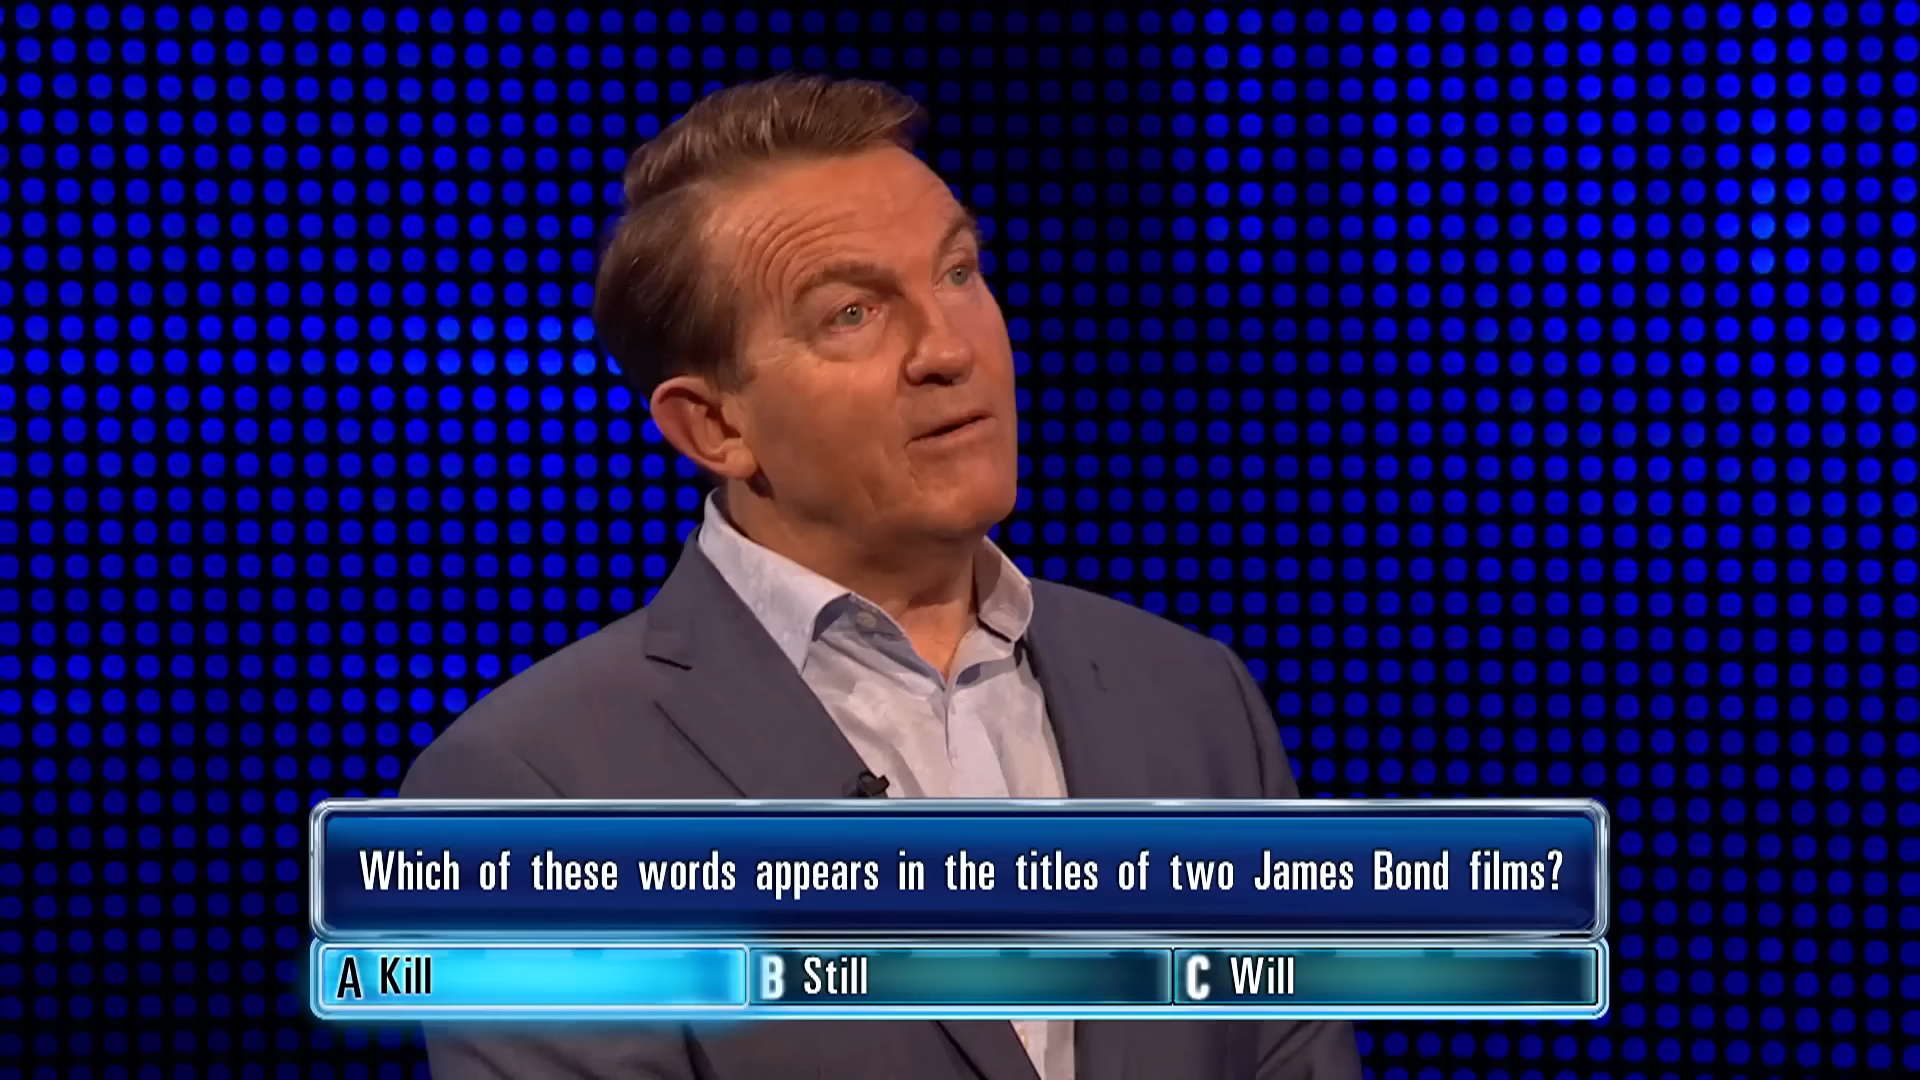 Which of these words appears in the titles of two James Bond films?
A Kill
B Still
C Will